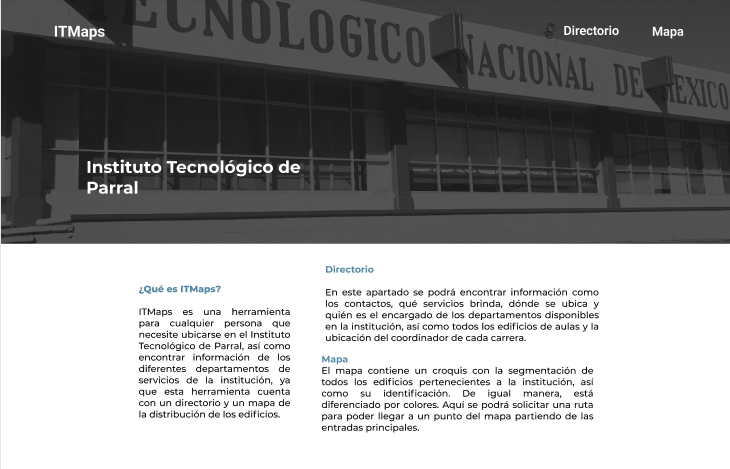 TECNOLOGICO NACIONAL DE MEXICO
ITMaps
Directorio
Mapa
Instituto Tecnológico de
Parral
¿Qué es ITMaps?
ITMaps es una herramienta
para cualquier persona que
necesite ubicarse en el Instituto
Tecnológico de Parral, así como
encontrar información de los
diferentes departamentos de
servicios de la institución, ya
que esta herramienta cuenta
con un directorio y un mapa de
la distribución de los edificios.
Directorio
En este apartado se podrá encontrar información como
los contactos, qué servicios brinda, dónde se ubica y
quién es el encargado de los departamentos disponibles
en la institución, así como todos los edificios de aulas y la
ubicación del coordinador de cada carrera.
Mapa
El mapa contiene un croquis con la segmentación de
todos los edificios pertenecientes a la institución, así
como su identificación. De igual manera, está
diferenciado por colores. Aquí se podrá solicitar una ruta
para poder llegar a un punto del mapa partiendo de las
entradas principales.